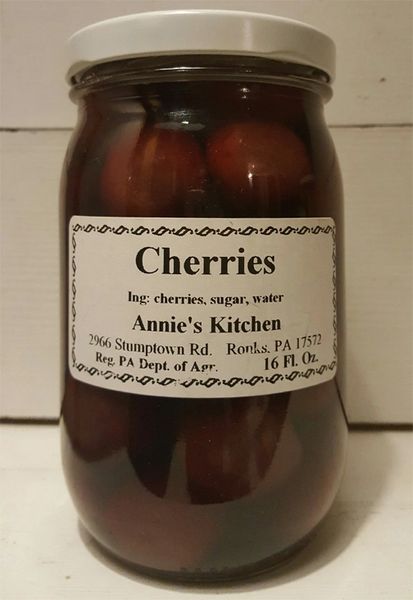 Cherries
Ing: cherries, sugar, water
Annie's Kitchen
2966 Stumptown Rd. Ronks, PA 17572
Reg. PA Dept. of Agr. 16 Fl. Oz.